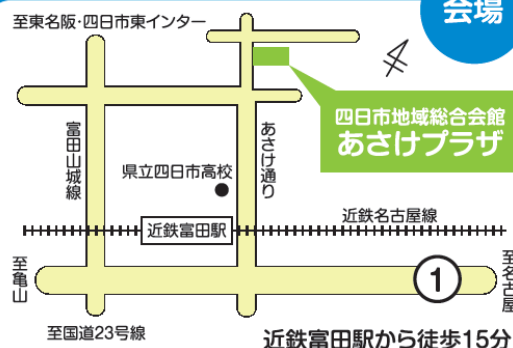 会場
至東名阪・四日市東インター
四日市地域総合会館
あさけプラザ
富田山城線
あさけ通り
県立四日市高校
近鉄富田駅
近鉄名古屋線
至亀山
1
至名古屋
至国道23号線
近鉄富田駅から徒歩15分